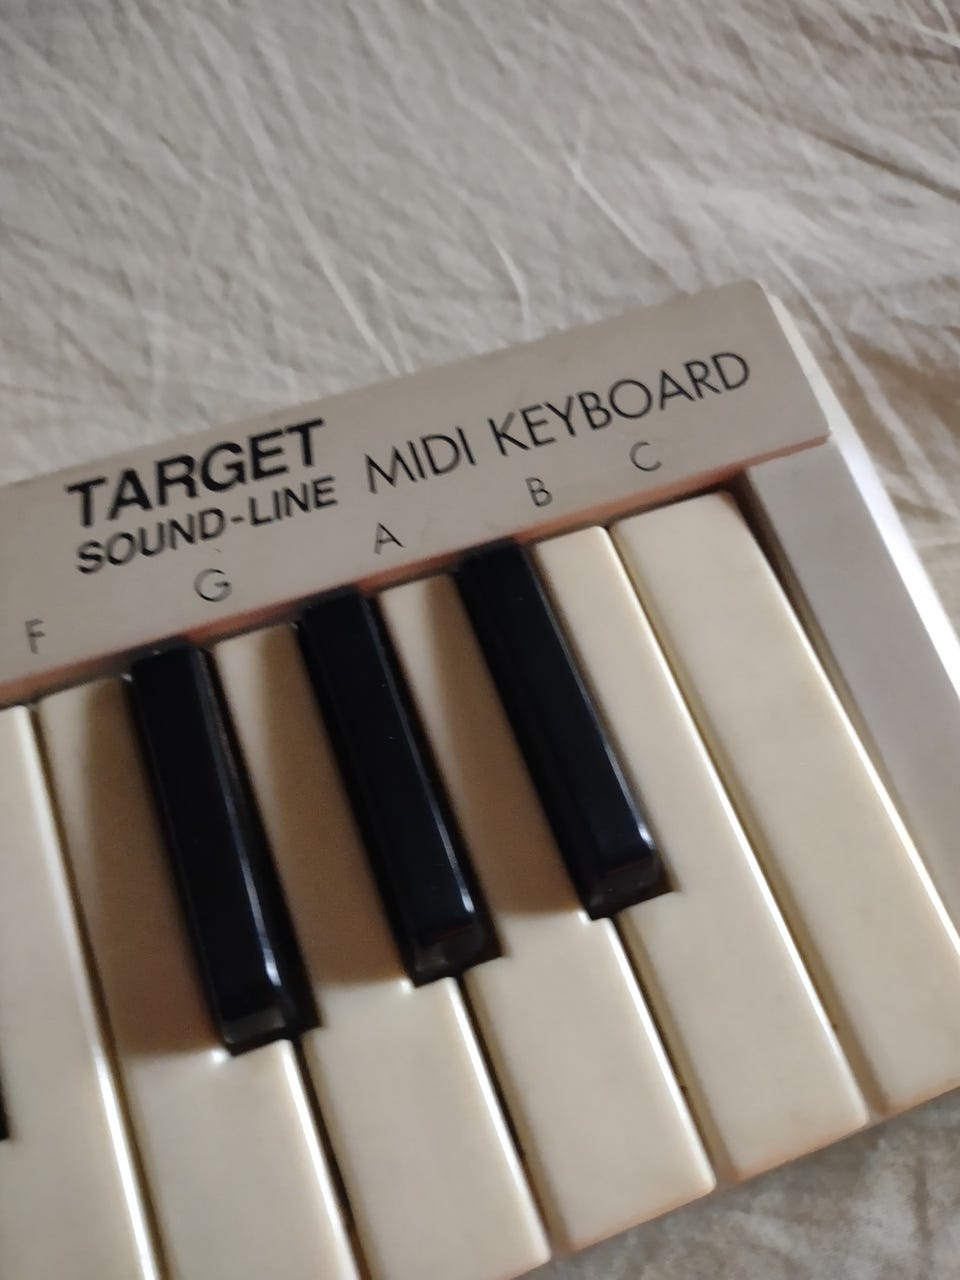 TARGET
SOUND-LINE
MIDI KEYBOARD
F G A B C